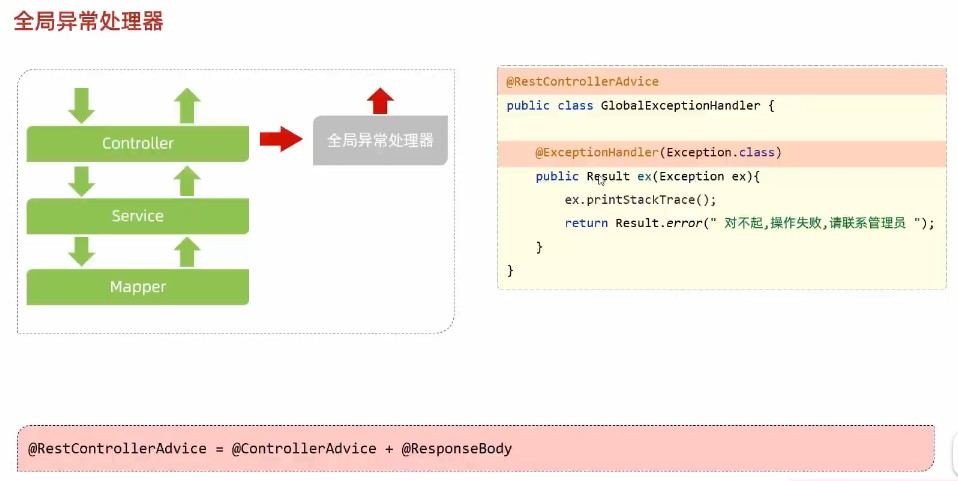 全局异常处理器
Controller
全局异常处理器
Service
Mapper
@RestControllerAdvice
public class GlobalExceptionHandler {
@ExceptionHandler(Exception.class)
public Result ex(Exception ex){
ex.printStackTrace();
return Result.error(" 对不起,操作失败,请联系管理员 ");
}
}
@RestControllerAdvice = @ControllerAdvice + @ResponseBody